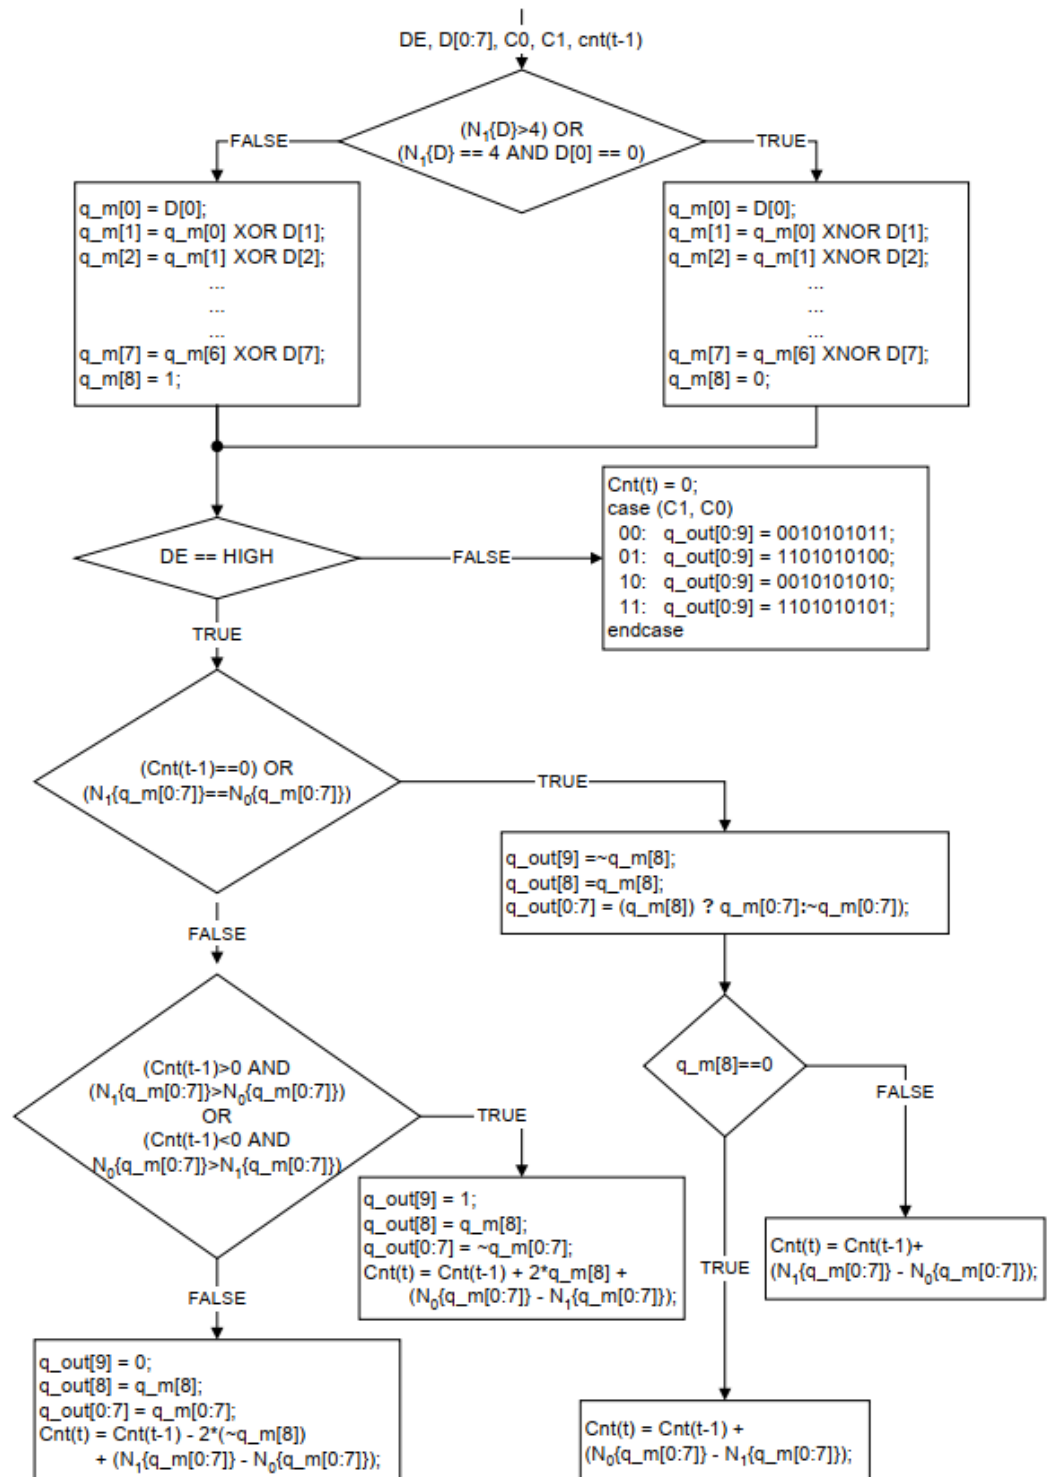 DE, D[0:7], C0, C1, cnt(t-1)
(N₁{D}>4) OR
(N₁{D} == 4 AND D[0] == 0)
FALSE
TRUE
q_m[0] = D[0];
q_m[1] = q_m[0] XOR D[1];
q_m[2] = q_m[1] XOR D[2];
...
...
...
q_m[7] = q_m[6] XOR D[7];
q_m[8] = 1;
q_m[0] = D[0];
q_m[1] = q_m[0] XNOR D[1];
q_m[2] = q_m[1] XNOR D[2];
...
...
...
q_m[7] = q_m[6] XNOR D[7];
q_m[8] = 0;
DE == HIGH
FALSE
Cnt(t) = 0;
case (C1, C0)
00: q_out[0:9] = 0010101011;
01: q_out[0:9] = 1101010100;
10: q_out[0:9] = 0010101010;
11: q_out[0:9] = 1101010101;
endcase
TRUE
(Cnt(t-1)==0) OR
(N₁{q_m[0:7]}==N₀{q_m[0:7]})
TRUE
q_out[9] =~q_m[8];
q_out[8] =q_m[8];
q_out[0:7] = (q_m[8]) ? q_m[0:7]:~q_m[0:7]);
FALSE
(Cnt(t-1)>0 AND
(N₁{q_m[0:7]}>N₀{q_m[0:7]})
OR
(Cnt(t-1)<0 AND
N₀{q_m[0:7]}>N₁{q_m[0:7]})
TRUE
q_m[8]==0
FALSE
q_out[9] = 1;
q_out[8] = q_m[8];
q_out[0:7] = ~q_m[0:7];
Cnt(t) = Cnt(t-1) + 2*q_m[8] +
(N₀{q_m[0:7]} - N₁{q_m[0:7]});
Cnt(t) = Cnt(t-1)+
(N₁{q_m[0:7]} - N₀{q_m[0:7]});
TRUE
FALSE
q_out[9] = 0;
q_out[8] = q_m[8];
q_out[0:7] = q_m[0:7];
Cnt(t) = Cnt(t-1) - 2*(~q_m[8])
+ (N₁{q_m[0:7]} - N₀{q_m[0:7]});
Cnt(t) = Cnt(t-1) +
(N₀{q_m[0:7]} - N₁{q_m[0:7]});